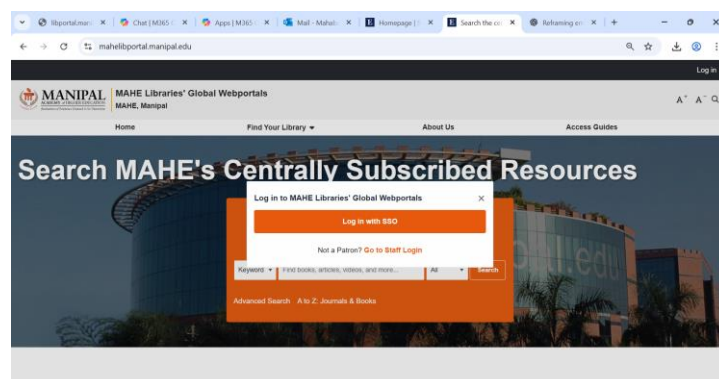 libportal.mani
Chat | M365 C
Apps | M365
Mail - Mahab
Homepage |
Search the co
Reframing en
mahelibportal.manipal.edu
Log in
MANIPAL
MAHE Libraries' Global Webportals
MAHE, Manipal
A+ A-
Home Find Your Library About Us Access Guides
Search MAHE's Centrally Subscribed Resources
Log in to MAHE Libraries' Global Webportals
Log in with SSO
Not a Patron? Go to Staff Login
Keyword Find books, articles, videos, and more... All Search
Advanced Search A to Z: Journals & Books